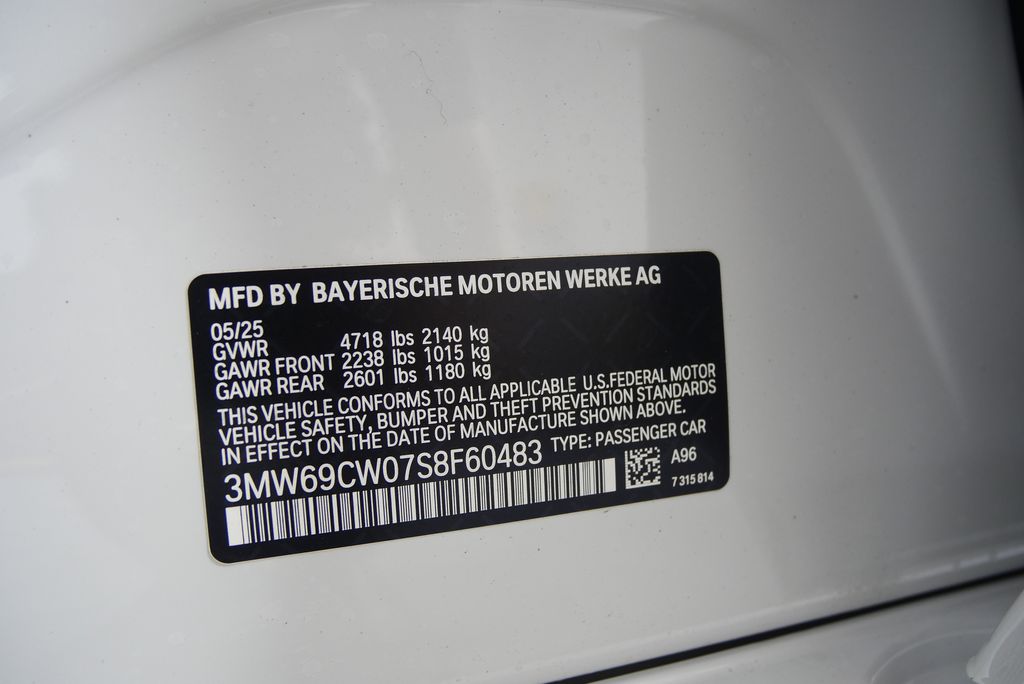 MFD BY BAYERISCHE MOTOREN WERKE AG
05/25
GVWR 4718 lbs 2140 kg
GAWR FRONT 2238 lbs 1015 kg
GAWR REAR 2601 lbs 1180 kg
THIS VEHICLE CONFORMS TO ALL APPLICABLE U.S.FEDERAL MOTOR
VEHICLE SAFETY, BUMPER AND THEFT PREVENTION STANDARDS
IN EFFECT ON THE DATE OF MANUFACTURE SHOWN ABOVE.
3MW69CW07S8F60483 TYPE: PASSENGER CAR
A96
7 315 814